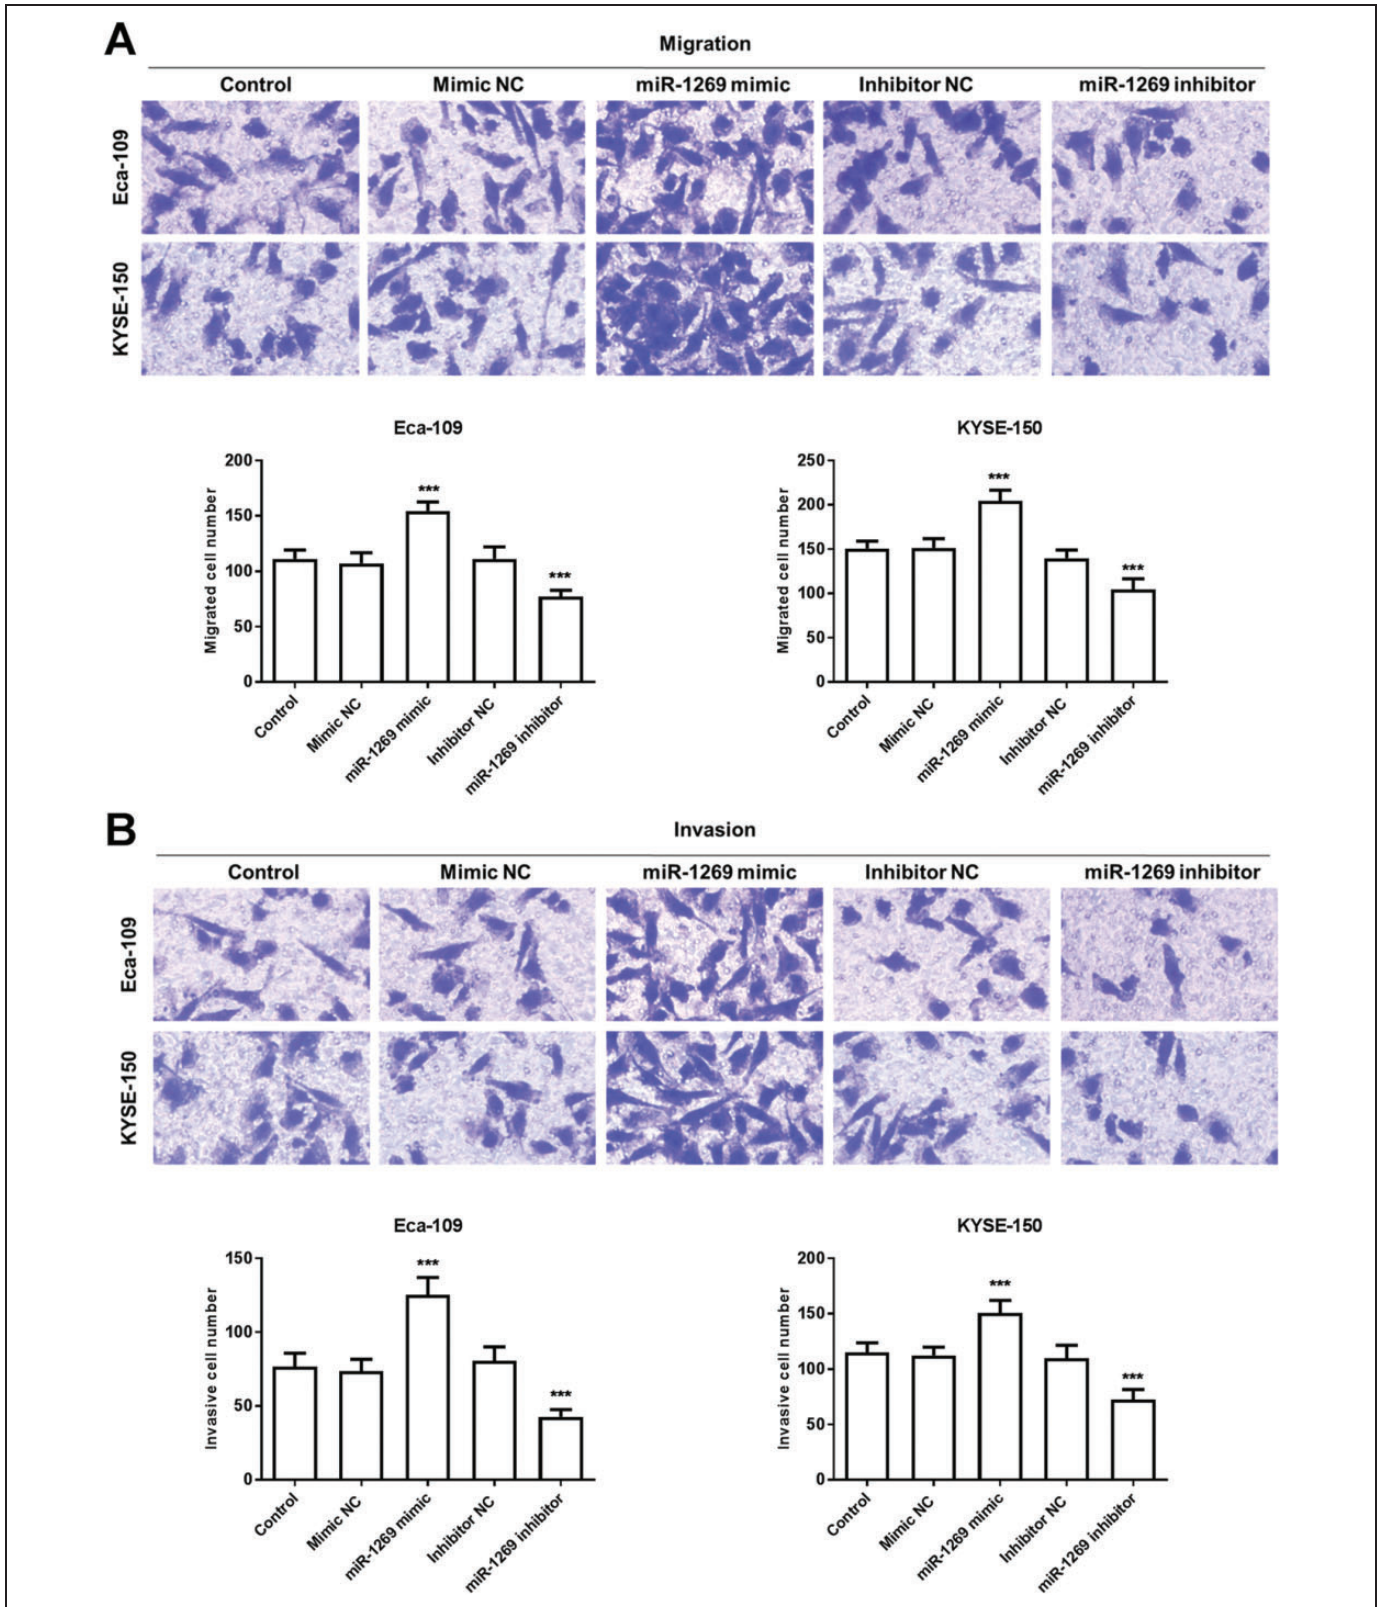 A
Migration
Control Mimic NC miR-1269 mimic Inhibitor NC miR-1269 inhibitor
Eca-109
KYSE-150
Eca-109
Migrated cell number
200
150
100
50
0
***
***
Control
Mimic NC
miR-1269 mimic
Inhibitor NC
miR-1269 inhibitor
KYSE-150
Migrated cell number
250
200
150
100
50
0
***
***
Control
Mimic NC
miR-1269 mimic
Inhibitor NC
miR-1269 inhibitor
B
Invasion
Control Mimic NC miR-1269 mimic Inhibitor NC miR-1269 inhibitor
Eca-109
KYSE-150
Eca-109
Invasive cell number
150
100
50
0
***
***
Control
Mimic NC
miR-1269 mimic
Inhibitor NC
miR-1269 inhibitor
KYSE-150
Invasive cell number
200
150
100
50
0
***
***
Control
Mimic NC
miR-1269 mimic
Inhibitor NC
miR-1269 inhibitor